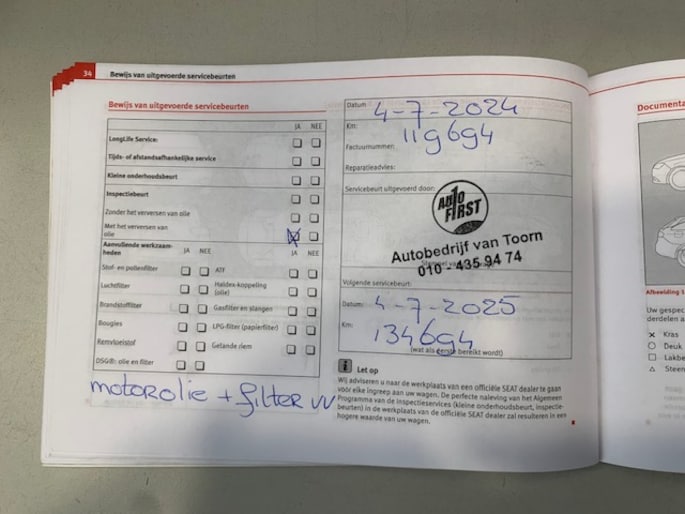 34 Bewijs van uitgevoerde servicebeurten
Bewijs van uitgevoerde servicebeurten
JA NEE
LongLife Service:
Tijds- of afstandsafhankelijke service
Kleine onderhoudsbeurt
Inspectiebeurt
Zonder het verversen van olie
Met het verversen van
olie
Aanvullende werkzaam-
heden
JA NEE JA NEE
Stof- en pollenfilter ATF
Luchtfilter Haldex-koppeling
(olie)
Brandstoffilter Gasfilter en slangen
Bougies LPG-filter (papierfilter)
Remvloeistof Getande riem
DSG®: olie en filter
motorolie + filter vv
Datum 4-7-2024
Km: 119694
Factuurnummer:
Reparatieadvies:
Servicebeurt uitgevoerd door:
AUTO
FIRST
Autobedrijf van Toorn
010 - 435 94 74
Volgende servicebeurt:
Datum: 4-7-2025
Km: 134694
(wat als eerste bereikt wordt)
i Let op
Wij adviseren u naar de werkplaats van een officiële SEAT dealer te gaan
voor elke ingreep aan uw wagen. De perfecte naleving van het Algemeen
Programma van de inspectieservices (kleine onderhoudsbeurt, inspectie-
beurten) in de werkplaats van de officiële SEAT dealer zal resulteren in een
hogere waarde van uw wagen.
Documenta
Afbeelding
Uw gespec
derdelen a
Kras
Deuk
Lakbe
Steen